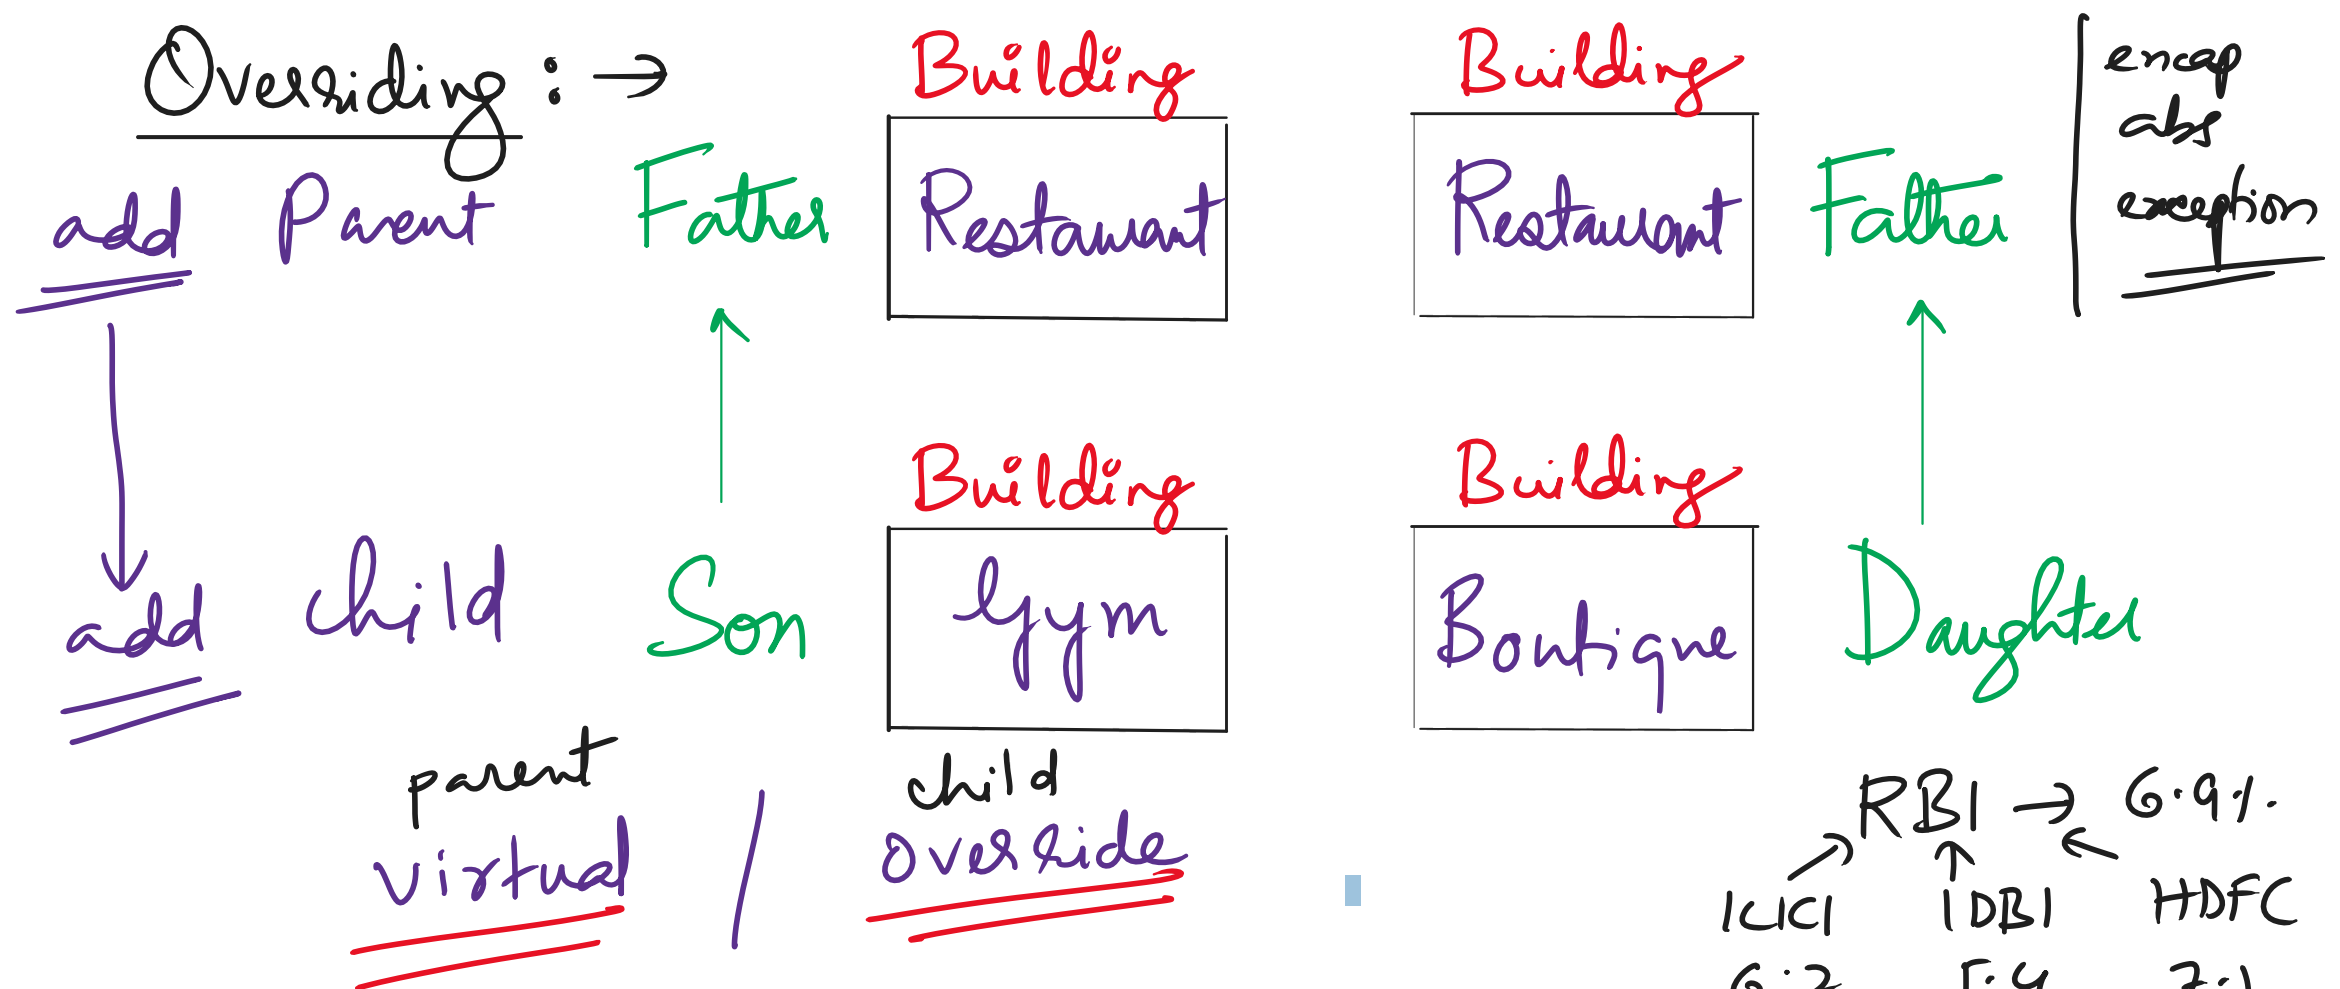 Overriding : → Building Building encap
abs
add Parent Father Restaurant Restaurant Father exception
Building Building
add child Son Gym Boutique Daughter
parent child
virtual / override
RBI → 6.9%
ICICI IDBI HDFC